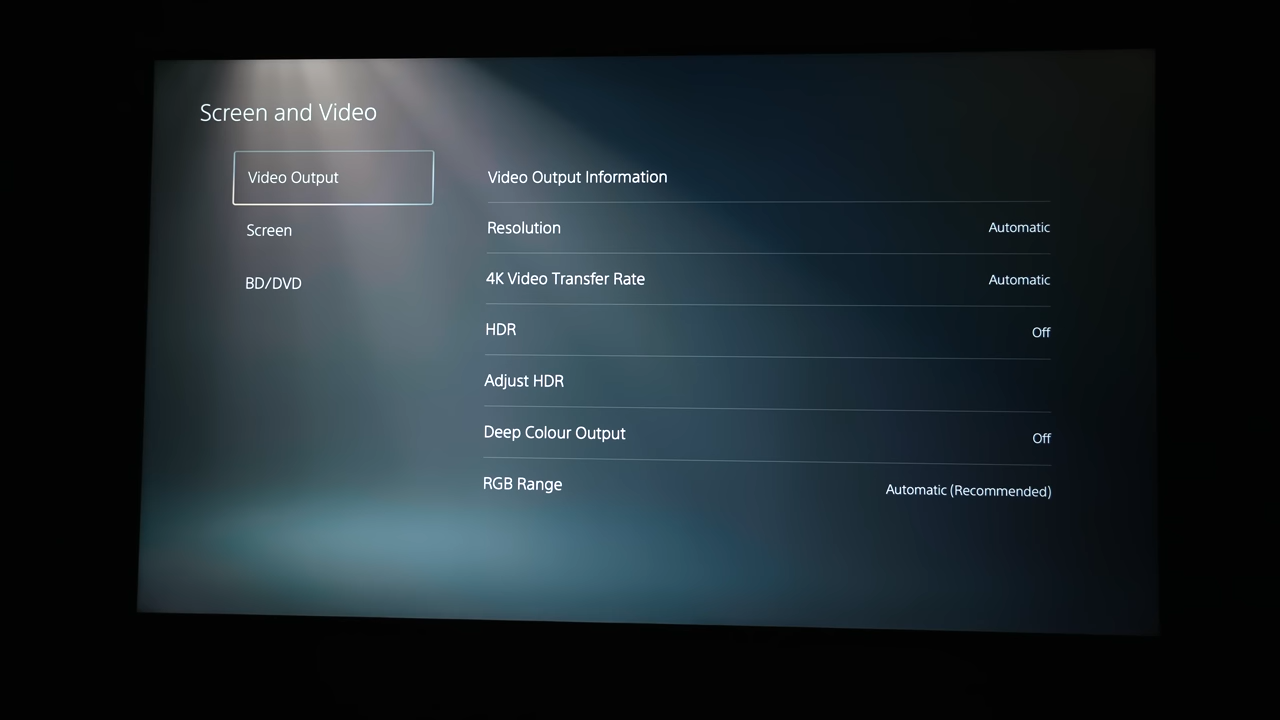 Screen and Video
Video Output
Screen
BD/DVD
Video Output Information
Resolution Automatic
4K Video Transfer Rate Automatic
HDR Off
Adjust HDR
Deep Colour Output Off
RGB Range Automatic (Recommended)